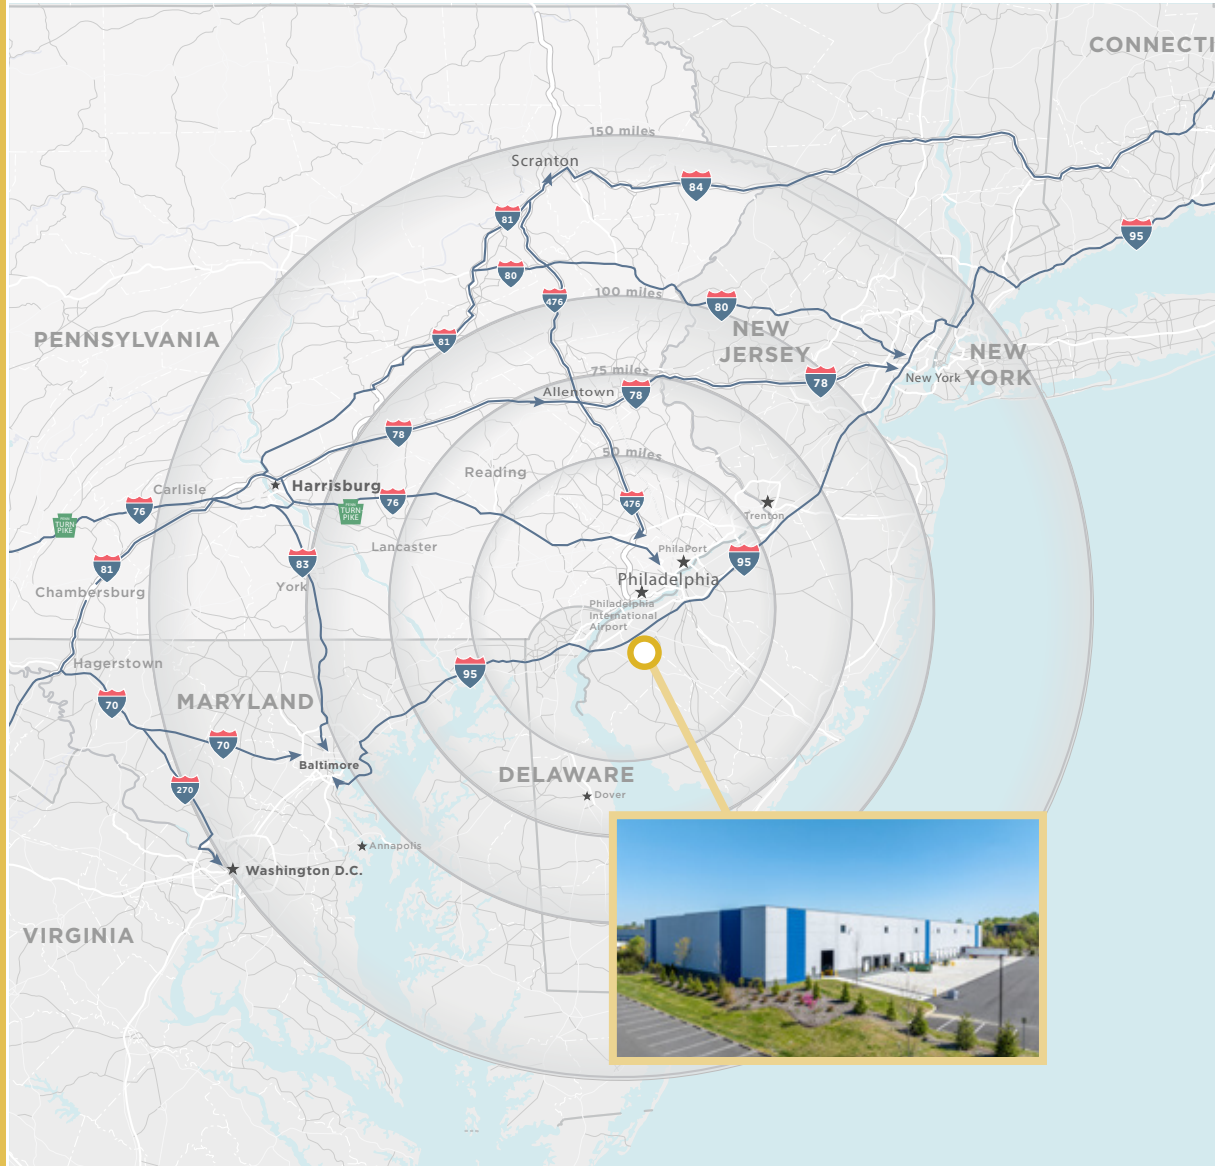 CONNECTI
150 miles
Scranton
84
81
95
80
476
100 miles
80
NEW
JERSEY
PENNSYLVANIA
81
NEW
YORK
New York
75 miles
78
Allentown
78
78
50 miles
Reading
Harrisburg
Carlisle
76
76
476
TURN
PIKE
TURN
PIKE
Trenton
Lancaster
PhilaPort
95
83
81
York
Chambersburg
Philadelphia
Philadelphia
International
Airport
Hagerstown
95
MARYLAND
70
70
Baltimore
DELAWARE
270
Dover
Annapolis
Washington D.C.
VIRGINIA